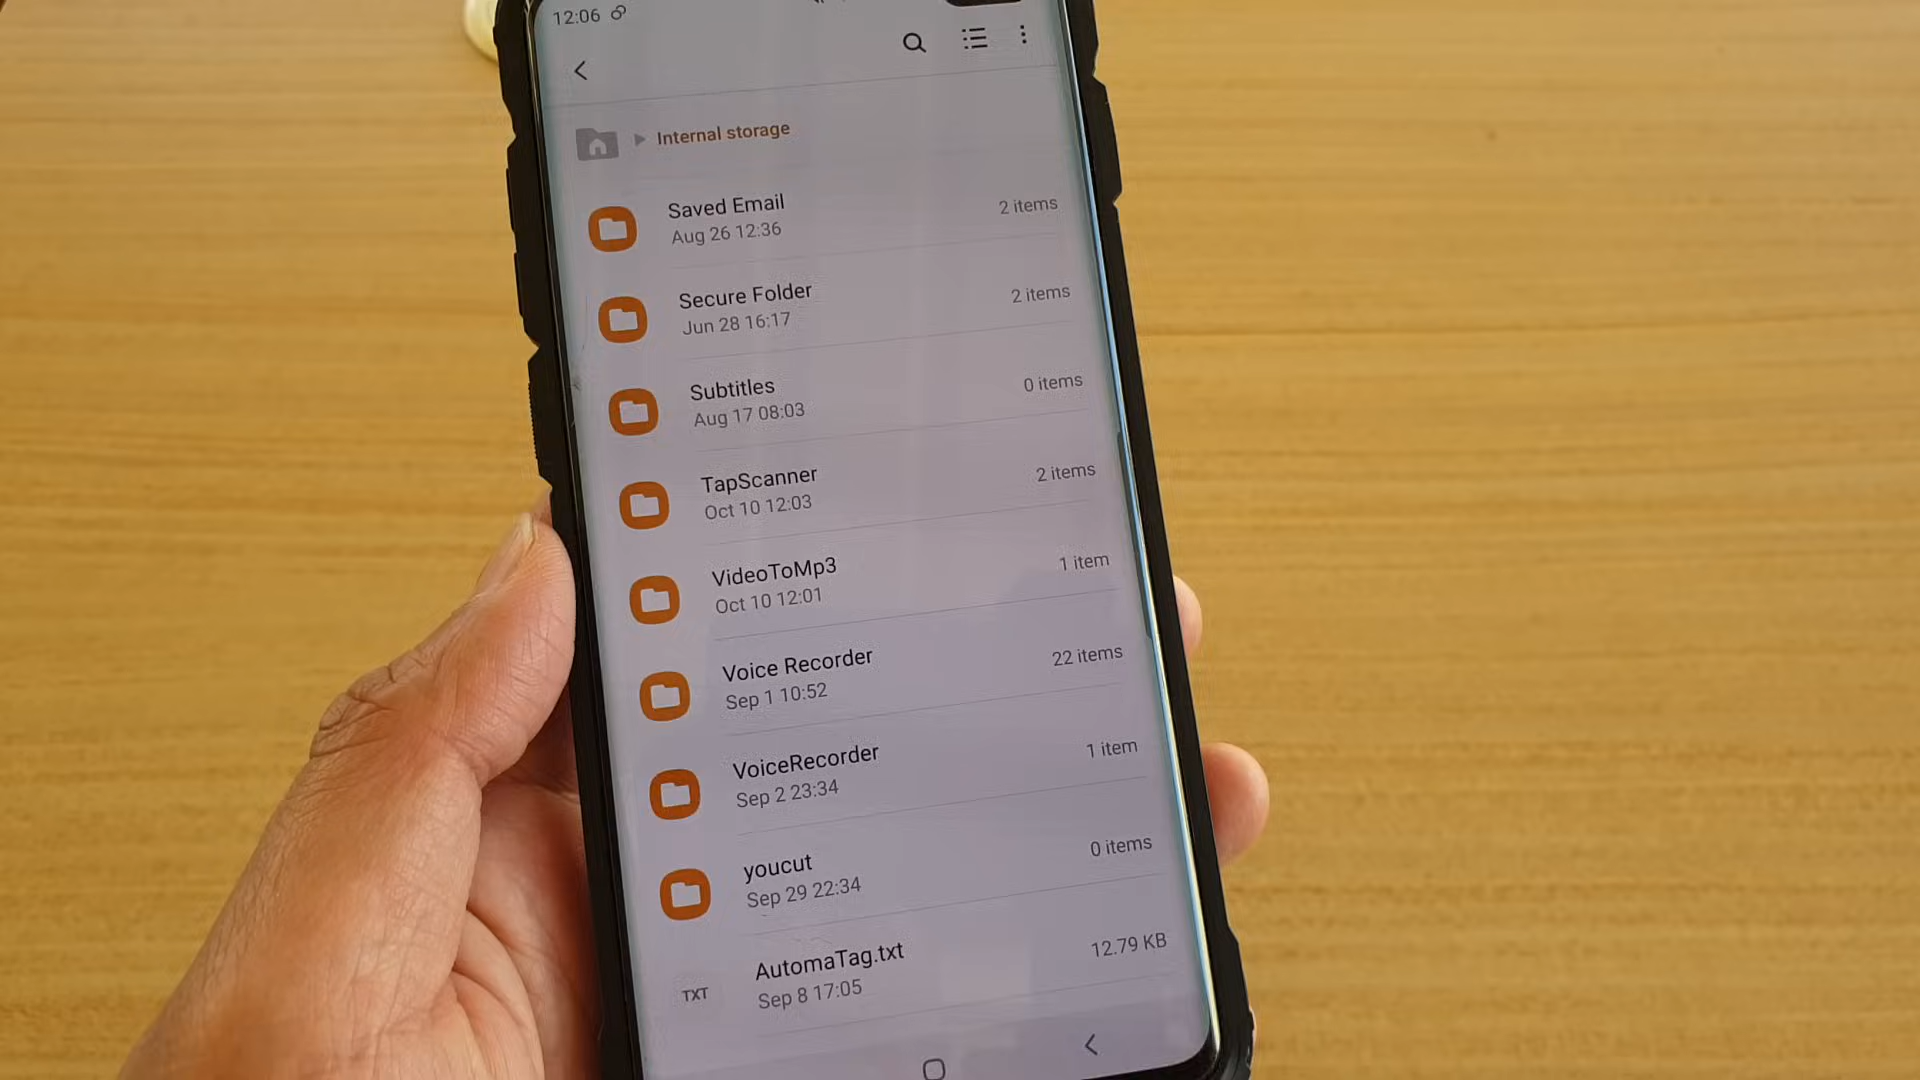 12:06
Internal storage
Saved Email
Aug 26 12:36
2 items
Secure Folder
Jun 28 16:17
2 items
Subtitles
Aug 17 08:03
0 items
TapScanner
Oct 10 12:03
2 items
VideoToMp3
Oct 10 12:01
1 item
Voice Recorder
Sep 1 10:52
22 items
VoiceRecorder
Sep 2 23:34
1 item
youcut
Sep 29 22:34
0 items
TXT
AutomaTag.txt
Sep 8 17:05
12.79 KB